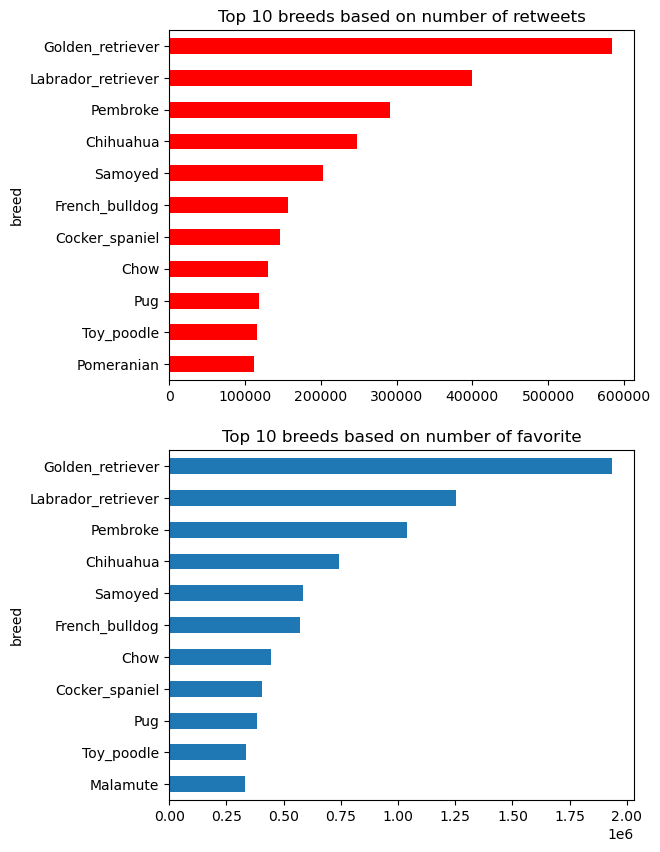 Top 10 breeds based on number of retweets
breed
Golden_retriever
Labrador_retriever
Pembroke
Chihuahua
Samoyed
French_bulldog
Cocker_spaniel
Chow
Pug
Toy_poodle
Pomeranian
0 100000 200000 300000 400000 500000 600000
Top 10 breeds based on number of favorite
breed
Golden_retriever
Labrador_retriever
Pembroke
Chihuahua
Samoyed
French_bulldog
Chow
Cocker_spaniel
Pug
Toy_poodle
Malamute
0.00 0.25 0.50 0.75 1.00 1.25 1.50 1.75 2.00
1e6